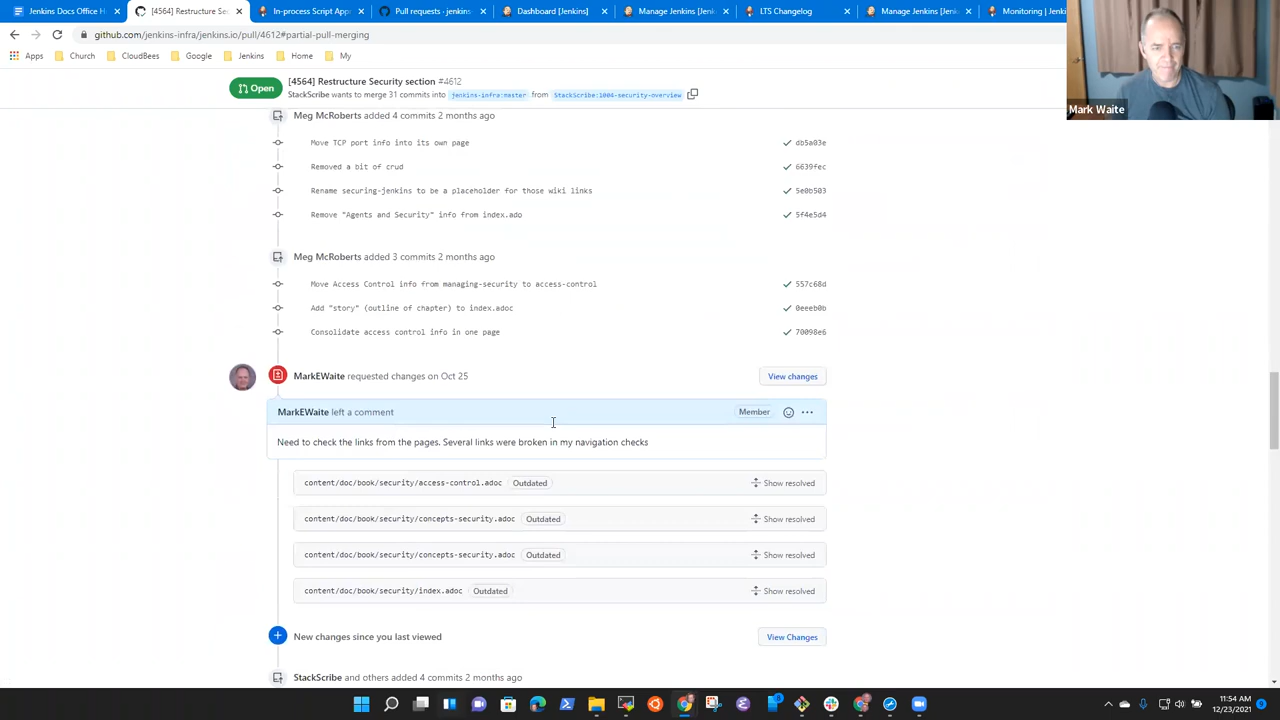 Jenkins Docs Office H
[4564] Restructure Se
In-process Script App
Pull requests · jenkins
Dashboard [Jenkins]
Manage Jenkins [Jenk
LTS Changelog
Manage Jenkins [Jenk
Monitoring | Jenk
github.com/jenkins-infra/jenkins.io/pull/4612#partial-pull-merging
Apps
Church
CloudBees
Google
Jenkins
Home
My
Mark Waite
Open
[4564] Restructure Security section #4612
StackScribe wants to merge 31 commits into jenkins-infra:master from StackScribe:1004-security-overview
Meg McRoberts added 4 commits 2 months ago
Move TCP port info into its own page db5a03e
Removed a bit of crud 6639fec
Rename securing-jenkins to be a placeholder for those wiki links 5e0b503
Remove "Agents and Security" info from index.ado 5f4e5d4
Meg McRoberts added 3 commits 2 months ago
Move Access Control info from managing-security to access-control 557c68d
Add "story" (outline of chapter) to index.adoc 0eeeb0b
Consolidate access control info in one page 70098e6
MarkEWaite requested changes on Oct 25 View changes
MarkEWaite left a comment Member
Need to check the links from the pages. Several links were broken in my navigation checks
content/doc/book/security/access-control.adoc Outdated Show resolved
content/doc/book/security/concepts-security.adoc Outdated Show resolved
content/doc/book/security/concepts-security.adoc Outdated Show resolved
content/doc/book/security/index.adoc Outdated Show resolved
New changes since you last viewed View Changes
StackScribe and others added 4 commits 2 months ago
11:54 AM
12/23/2021